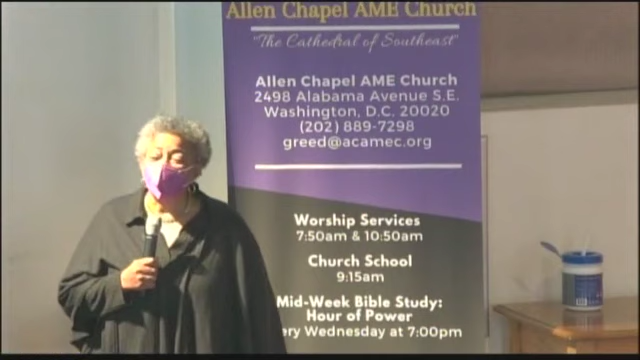 Allen Chapel AME Church
"The Cathedral of Southeast"
Allen Chapel AME Church
2498 Alabama Avenue S.E.
Washington, D.C. 20020
(202) 889-7298
greed@acamec.org
Worship Services
7:50am & 10:50am
Church School
9:15am
Mid-Week Bible Study:
Hour of Power
Wednesday at 7:00pm